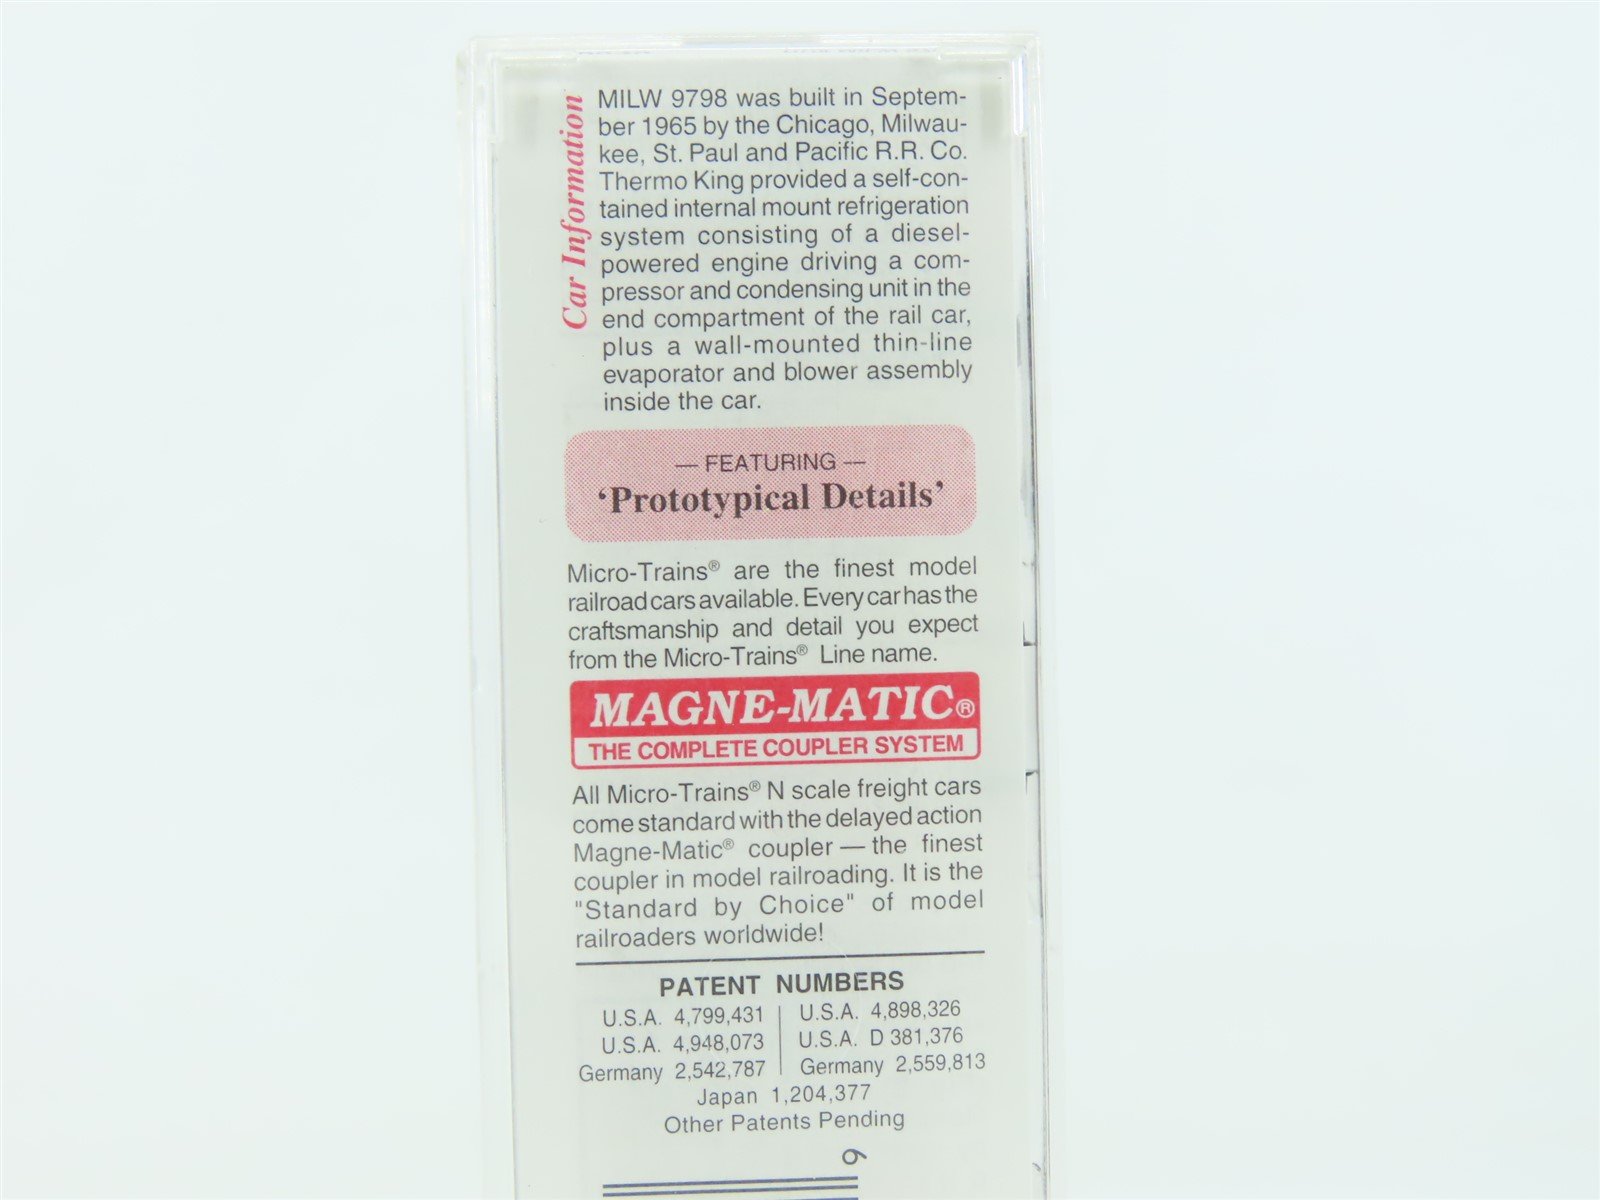 Car Information
MILW 9798 was built in Septem-
ber 1965 by the Chicago, Milwau-
kee, St. Paul and Pacific R.R. Co.
Thermo King provided a self-con-
tained internal mount refrigeration
system consisting of a diesel-
powered engine driving a com-
pressor and condensing unit in the
end compartment of the rail car,
plus a wall-mounted thin-line
evaporator and blower assembly
inside the car.
— FEATURING —
‘Prototypical Details’
Micro-Trains® are the finest model
railroad cars available. Every car has the
craftsmanship and detail you expect
from the Micro-Trains® Line name.
MAGNE-MATIC®
THE COMPLETE COUPLER SYSTEM
All Micro-Trains® N scale freight cars
come standard with the delayed action
Magne-Matic® coupler — the finest
coupler in model railroading. It is the
"Standard by Choice" of model
railroaders worldwide!
PATENT NUMBERS
U.S.A. 4,799,431 | U.S.A. 4,898,326
U.S.A. 4,948,073 | U.S.A. D 381,376
Germany 2,542,787 | Germany 2,559,813
Japan 1,204,377
Other Patents Pending
9